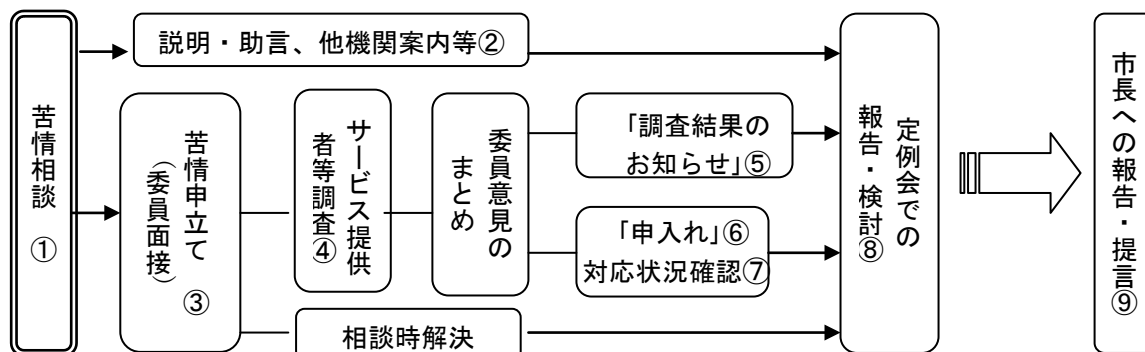 苦情相談 ①
説明・助言、他機関案内等②
苦情申立て
(委員面接) ③
サービス提供
者等調査④
委員意見の
まとめ
「調査結果の
お知らせ」⑤
「申入れ」⑥
対応状況確認⑦
相談時解決
定例会での
報告・検討⑧
市長への報告・提言⑨